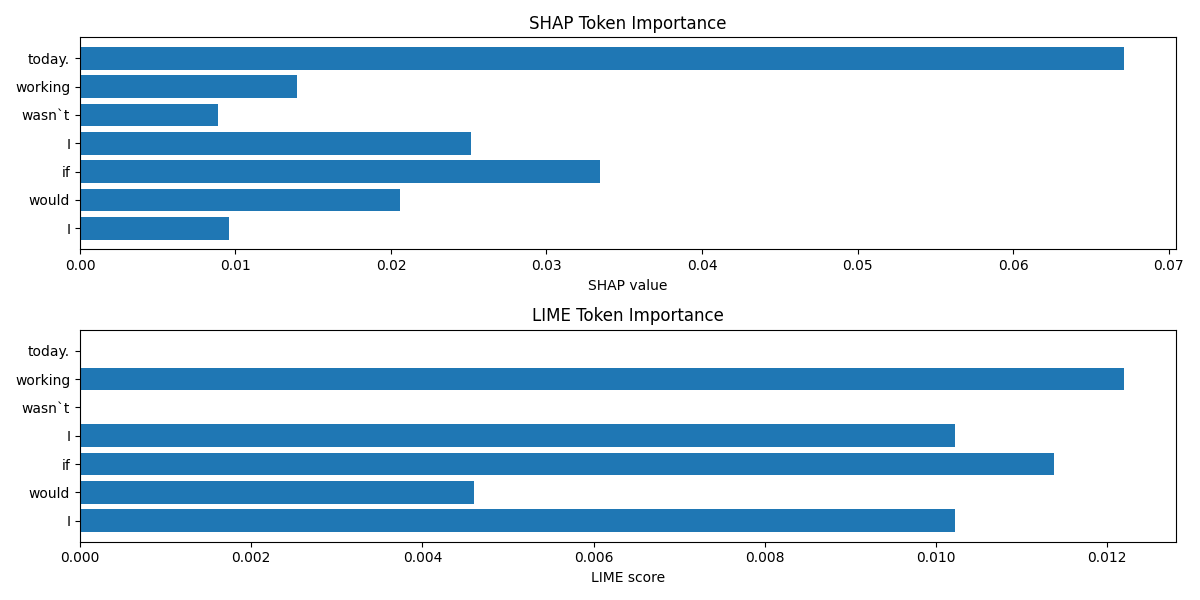 SHAP Token Importance
today.
working
wasn`t
I
if
would
I
0.00 0.01 0.02 0.03 0.04 0.05 0.06 0.07
SHAP value
LIME Token Importance
today.
working
wasn`t
I
if
would
I
0.000 0.002 0.004 0.006 0.008 0.010 0.012
LIME score